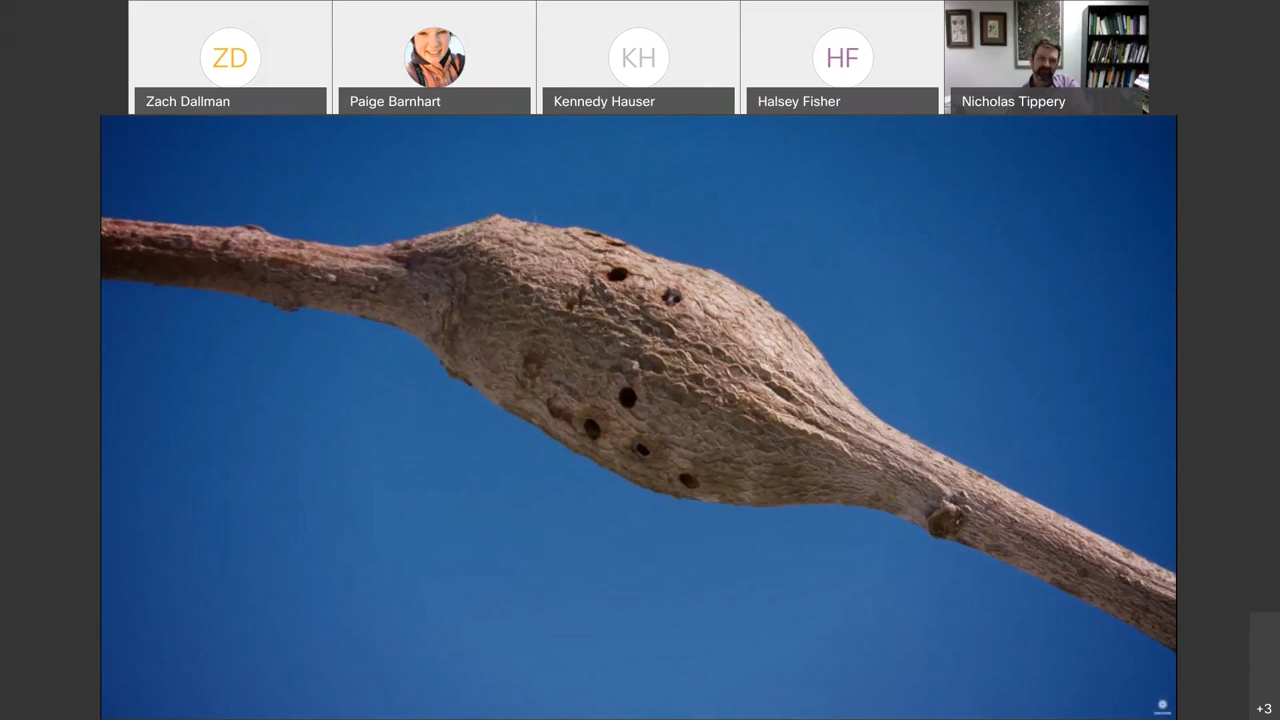 ZD
KH
HF
Zach Dallman
Paige Barnhart
Kennedy Hauser
Halsey Fisher
Nicholas Tippery
+3